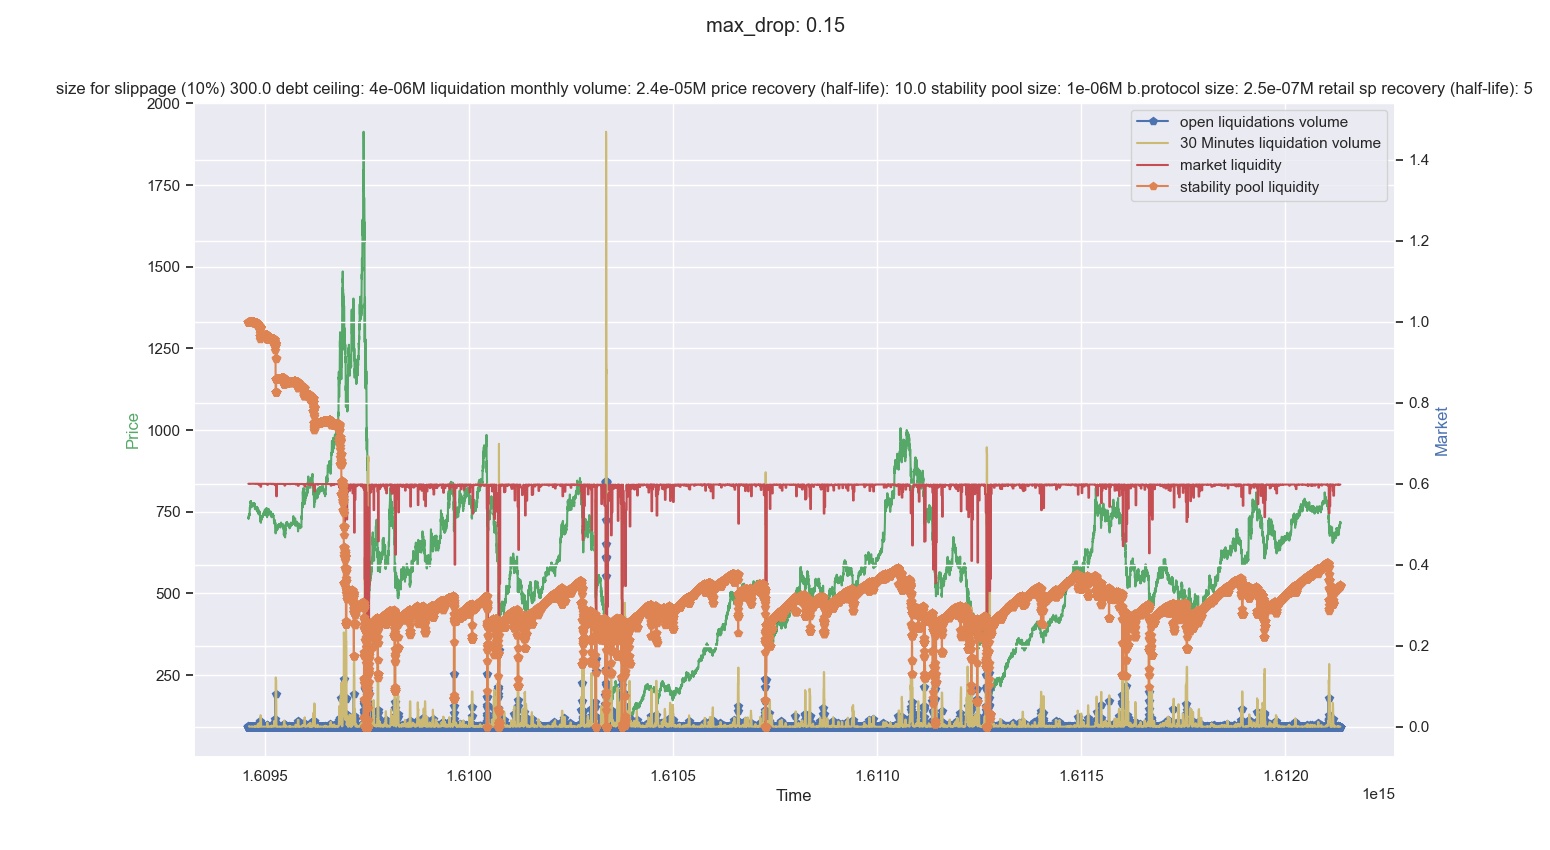 max_drop: 0.15
size for slippage (10%) 300.0 debt ceiling: 4e-06M liquidation monthly volume: 2.4e-05M price recovery (half-life): 10.0 stability pool size: 1e-06M b.protocol size: 2.5e-07M retail sp recovery (half-life): 5
open liquidations volume
30 Minutes liquidation volume
market liquidity
stability pool liquidity
2000
1750
1500
1250
1000
750
500
250
Price
1.4
1.2
1.0
0.8
0.6
0.4
0.2
0.0
Market
1.6095
1.6100
1.6105
1.6110
1.6115
1.6120
1e15
Time